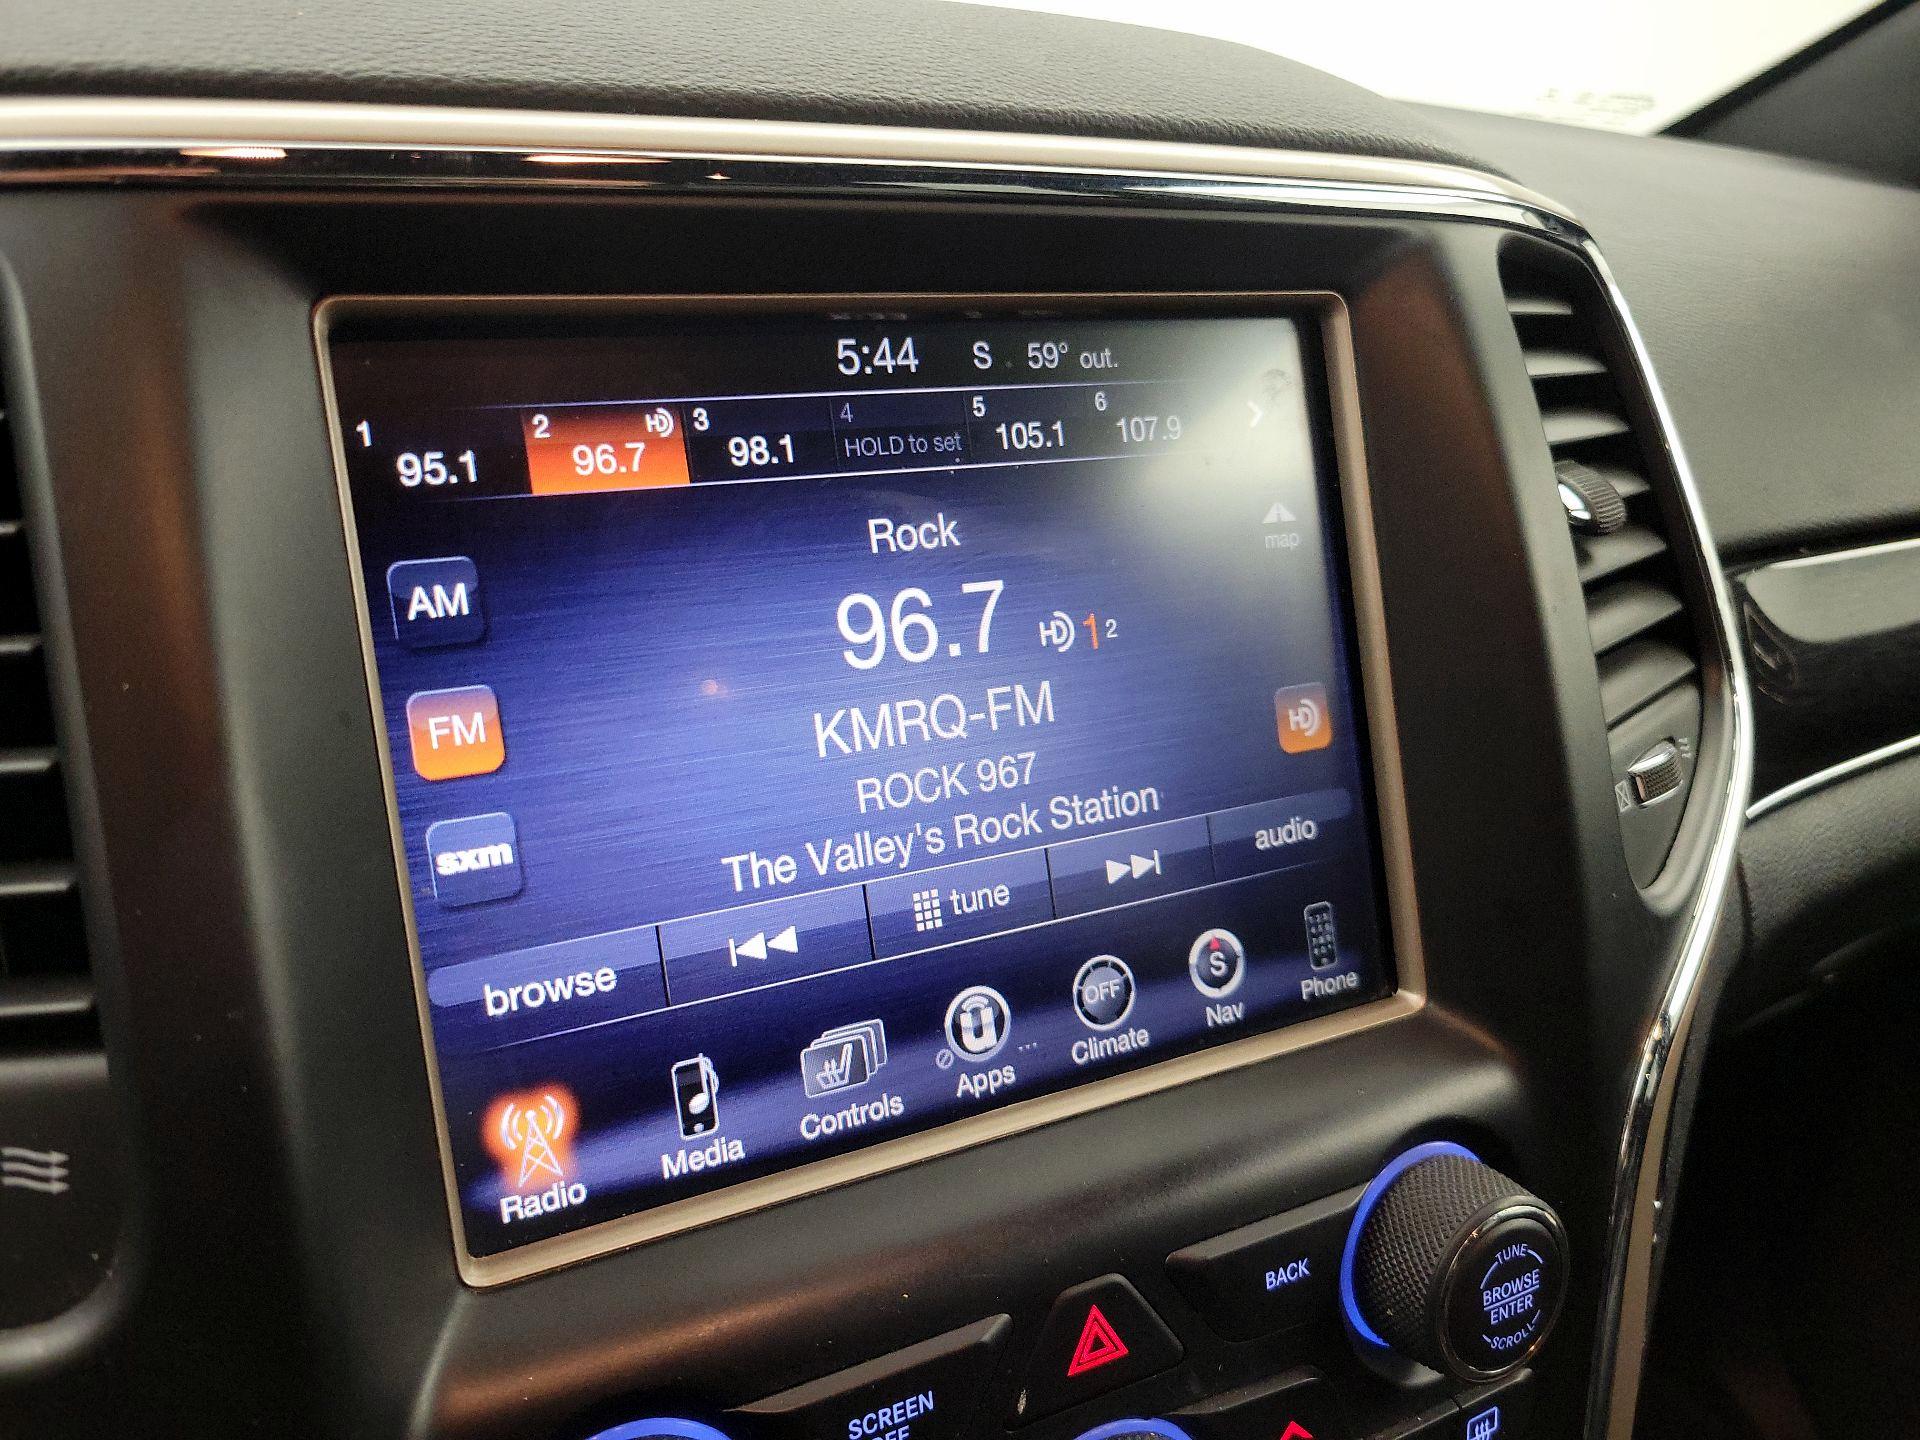 5:44 S 59° out.
1 95.1 2 96.7 HD 3 98.1 4 HOLD to set 5 105.1 6 107.9
Rock
map
AM
96.7 HD 1 2
FM
KMRQ-FM
HD
ROCK 967
sxm
The Valley's Rock Station
browse tune audio
Radio Media Controls Apps OFF Climate S Nav Phone
BACK
TUNE
BROWSE
ENTER
SCROLL
SCREEN